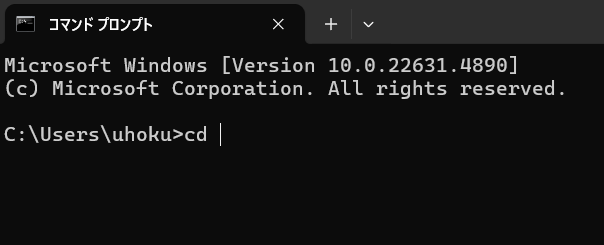 コマンド プロンプト
Microsoft Windows [Version 10.0.22631.4890]
(c) Microsoft Corporation. All rights reserved.
C:\Users\uhoku>cd